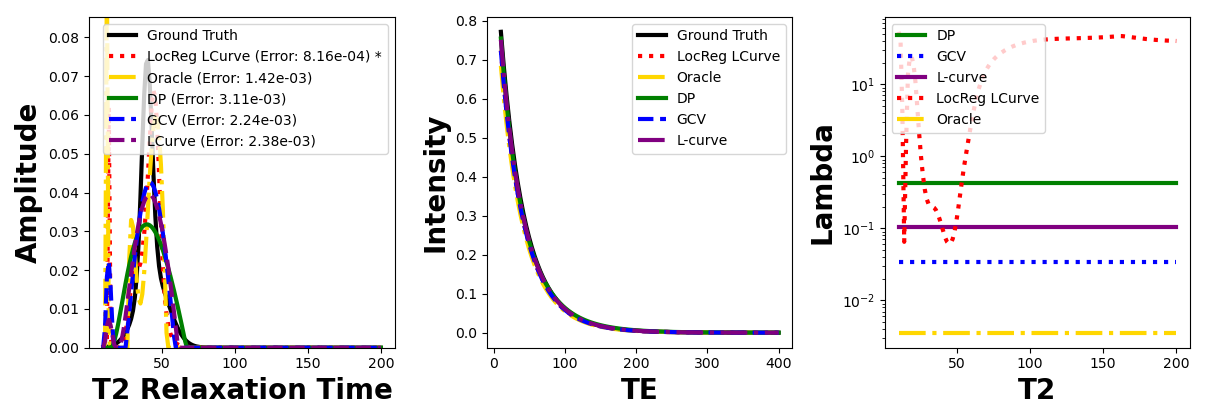 Amplitude
0.08
0.07
0.06
0.05
0.04
0.03
0.02
0.01
0.00
Ground Truth
LocReg LCurve (Error: 8.16e-04) *
Oracle (Error: 1.42e-03)
DP (Error: 3.11e-03)
GCV (Error: 2.24e-03)
LCurve (Error: 2.38e-03)
50 100 150 200
T2 Relaxation Time
Intensity
0.8
0.7
0.6
0.5
0.4
0.3
0.2
0.1
0.0
Ground Truth
LocReg LCurve
Oracle
DP
GCV
L-curve
0 100 200 300 400
TE
Lambda
10¹
10⁰
10⁻¹
10⁻²
DP
GCV
L-curve
LocReg LCurve
Oracle
50 100 150 200
T2